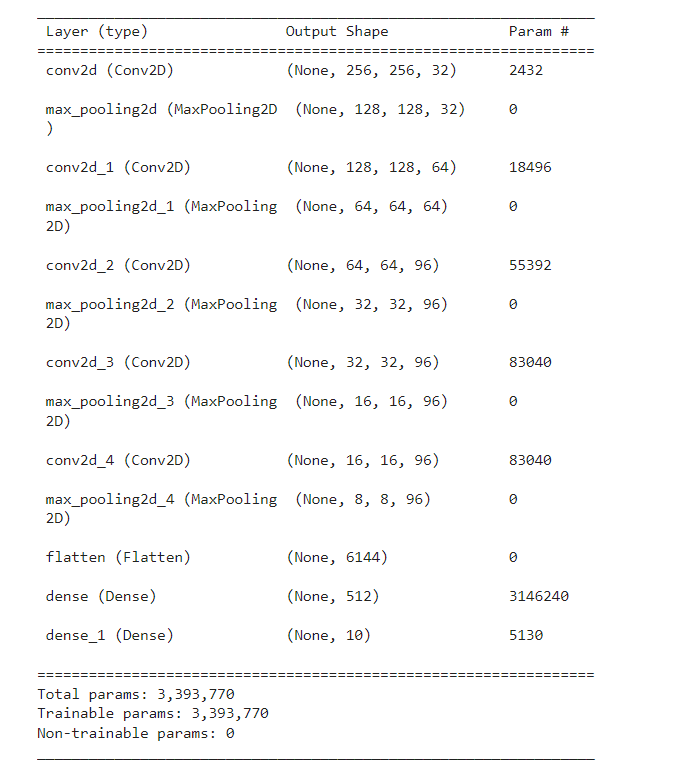 Layer (type) Output Shape Param #
=================================================================
conv2d (Conv2D) (None, 256, 256, 32) 2432
max_pooling2d (MaxPooling2D (None, 128, 128, 32) 0
)
conv2d_1 (Conv2D) (None, 128, 128, 64) 18496
max_pooling2d_1 (MaxPooling (None, 64, 64, 64) 0
2D)
conv2d_2 (Conv2D) (None, 64, 64, 96) 55392
max_pooling2d_2 (MaxPooling (None, 32, 32, 96) 0
2D)
conv2d_3 (Conv2D) (None, 32, 32, 96) 83040
max_pooling2d_3 (MaxPooling (None, 16, 16, 96) 0
2D)
conv2d_4 (Conv2D) (None, 16, 16, 96) 83040
max_pooling2d_4 (MaxPooling (None, 8, 8, 96) 0
2D)
flatten (Flatten) (None, 6144) 0
dense (Dense) (None, 512) 3146240
dense_1 (Dense) (None, 10) 5130
=================================================================
Total params: 3,393,770
Trainable params: 3,393,770
Non-trainable params: 0